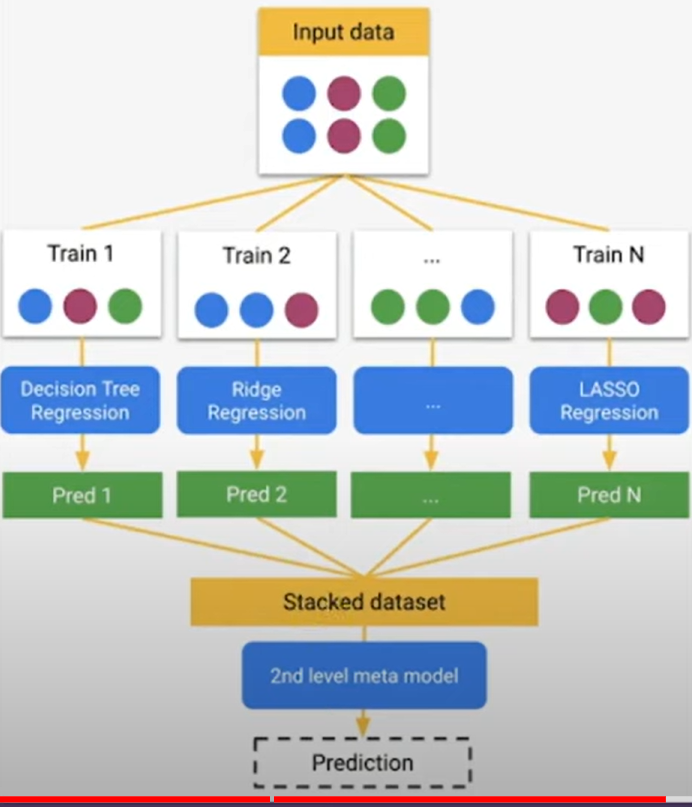 Input data
Train 1
Train 2
...
Train N
Decision Tree
Regression
Ridge
Regression
...
LASSO
Regression
Pred 1
Pred 2
...
Pred N
Stacked dataset
2nd level meta model
Prediction